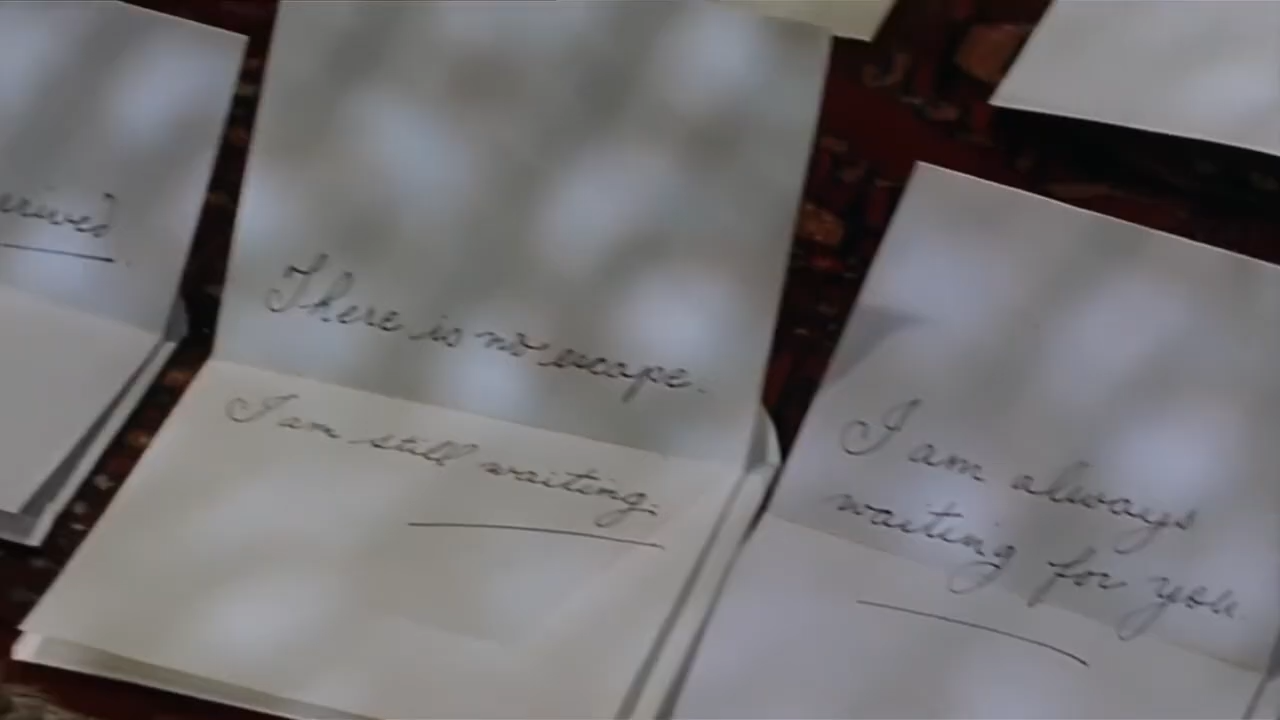 There is no escape.
I am still waiting.
I am always
waiting for you